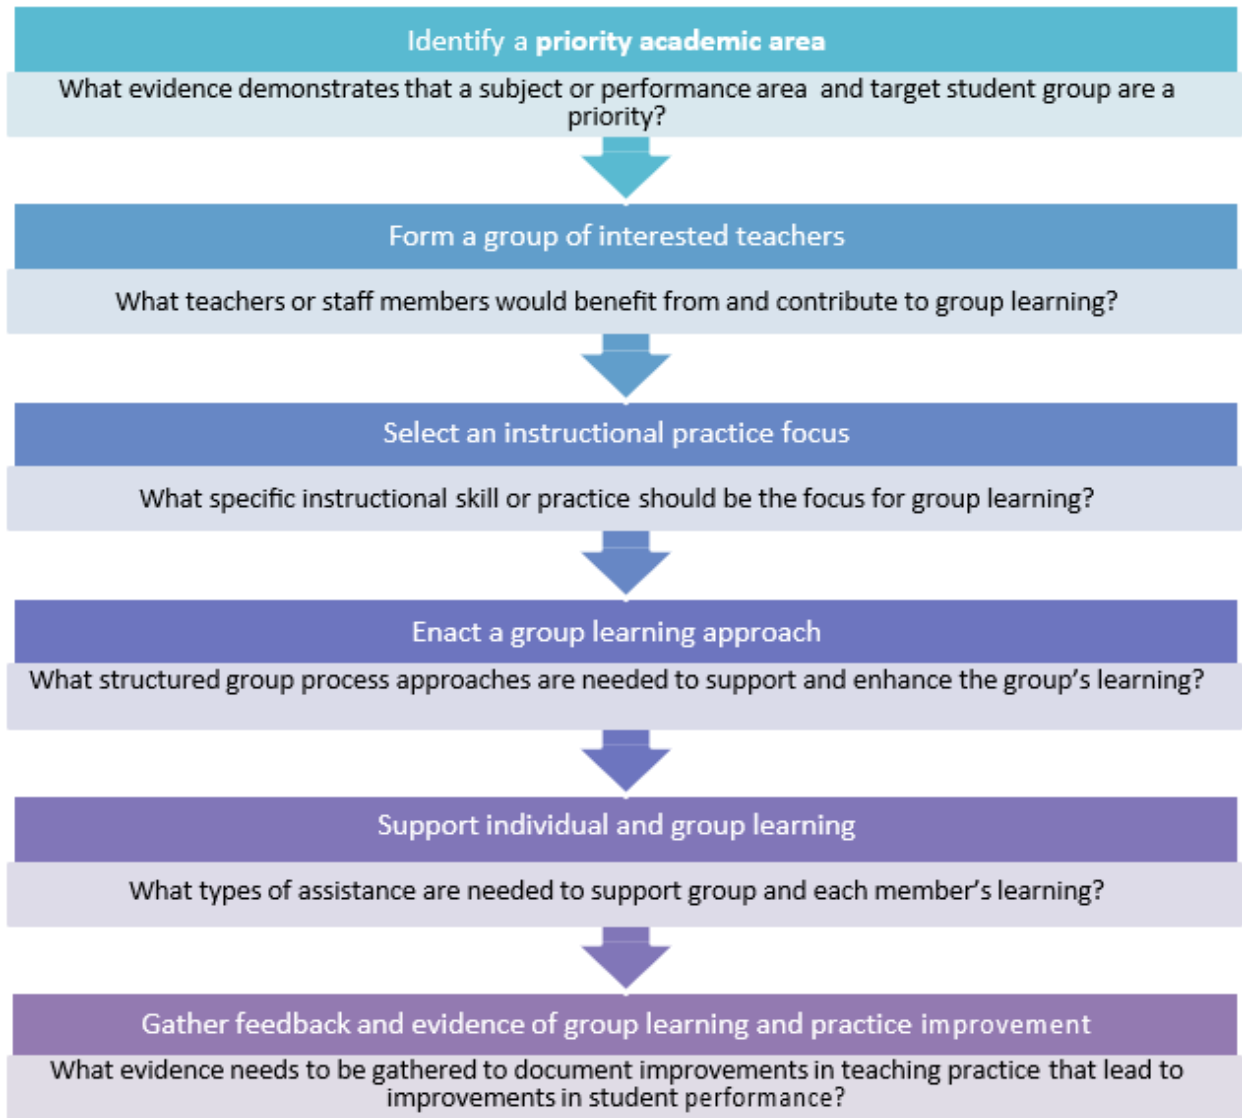 Identify a priority academic area
What evidence demonstrates that a subject or performance area and target student group are a
priority?
Form a group of interested teachers
What teachers or staff members would benefit from and contribute to group learning?
Select an instructional practice focus
What specific instructional skill or practice should be the focus for group learning?
Enact a group learning approach
What structured group process approaches are needed to support and enhance the group’s learning?
Support individual and group learning
What types of assistance are needed to support group and each member’s learning?
Gather feedback and evidence of group learning and practice improvement
What evidence needs to be gathered to document improvements in teaching practice that lead to
improvements in student performance?